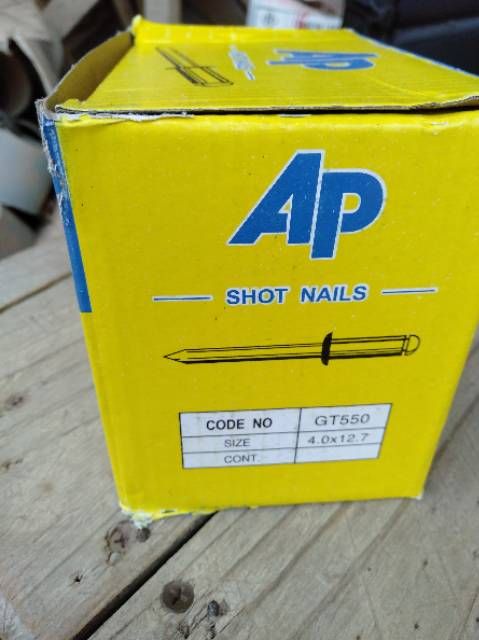 AP
AP
SHOT NAILS
CODE NO GT550
SIZE 4.0x12.7
CONT.